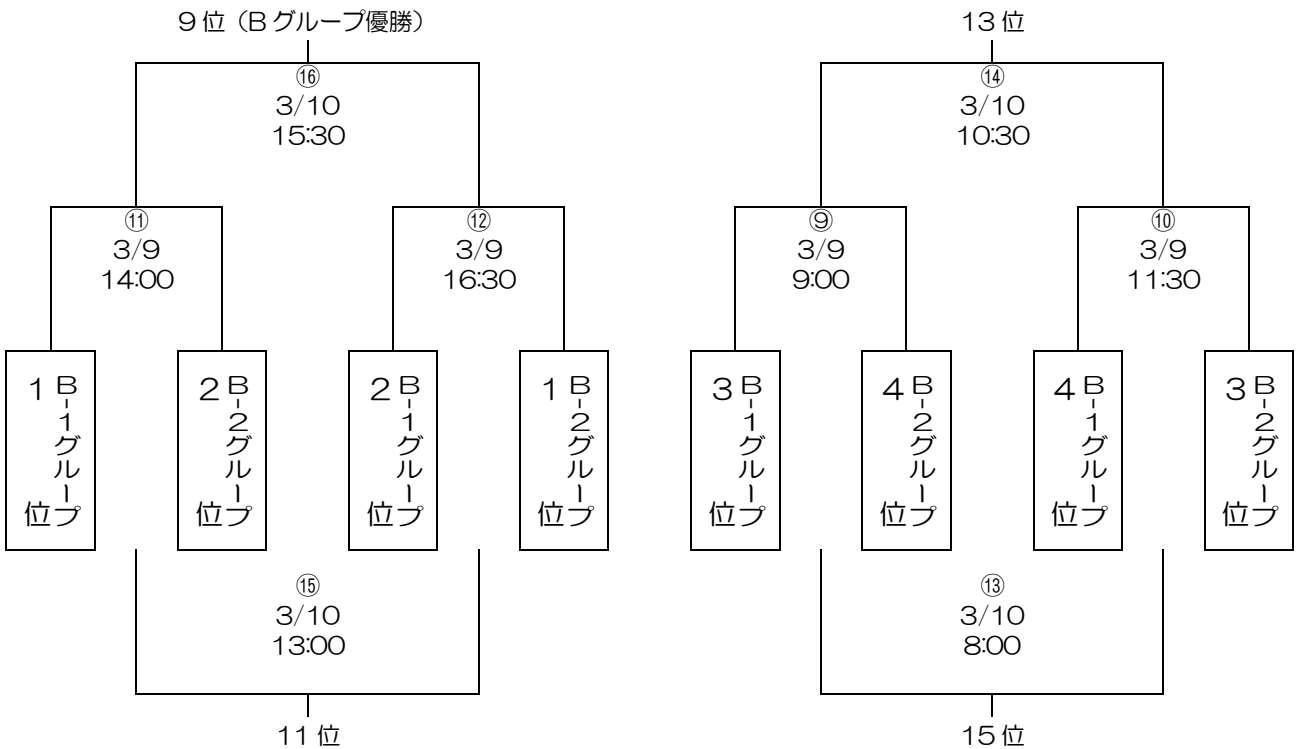 9位（Bグループ優勝）
⑯
3/10
15:30
⑪
3/9
14:00
⑫
3/9
16:30
B-1グループ
1位
B-2グループ
2位
B-1グループ
2位
B-2グループ
1位
⑮
3/10
13:00
11位
13位
⑭
3/10
10:30
⑨
3/9
9:00
⑩
3/9
11:30
B-1グループ
3位
B-2グループ
4位
B-1グループ
4位
B-2グループ
3位
⑬
3/10
8:00
15位